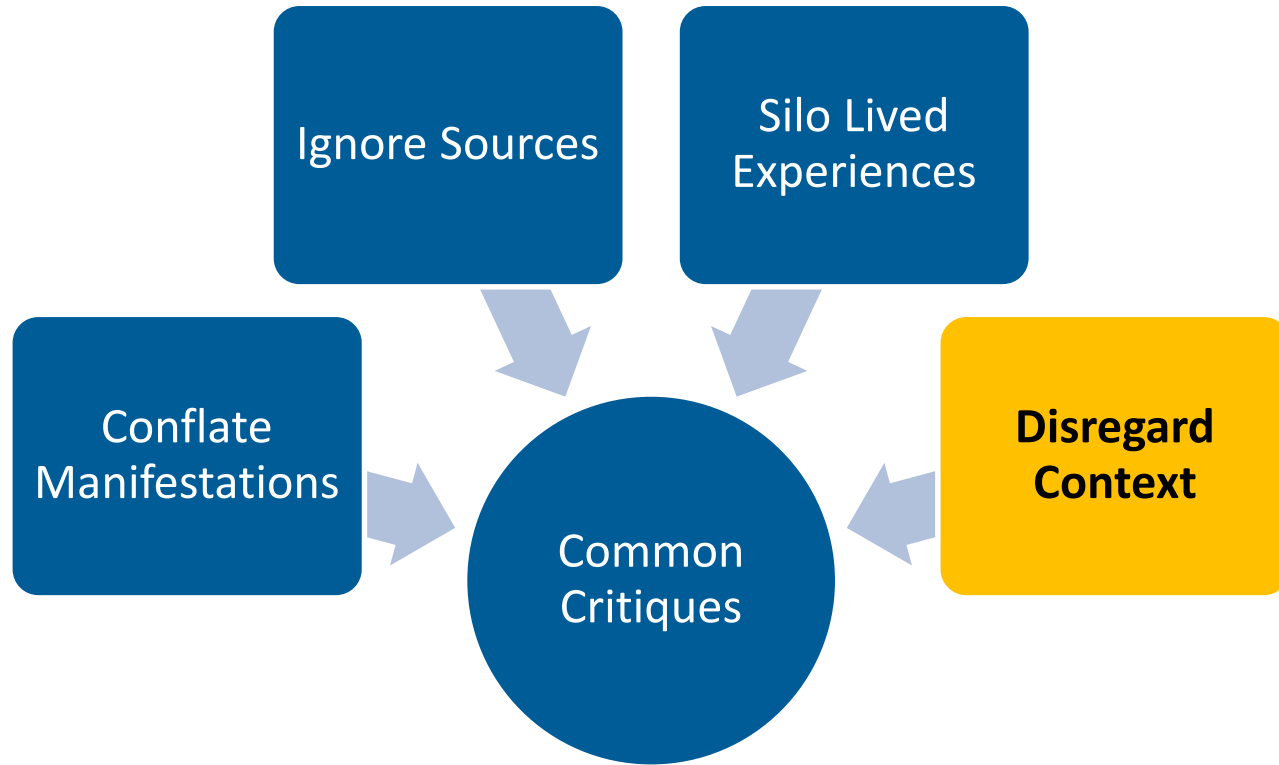 Ignore Sources
Silo Lived
Experiences
Conflate
Manifestations
Disregard
Context
Common
Critiques